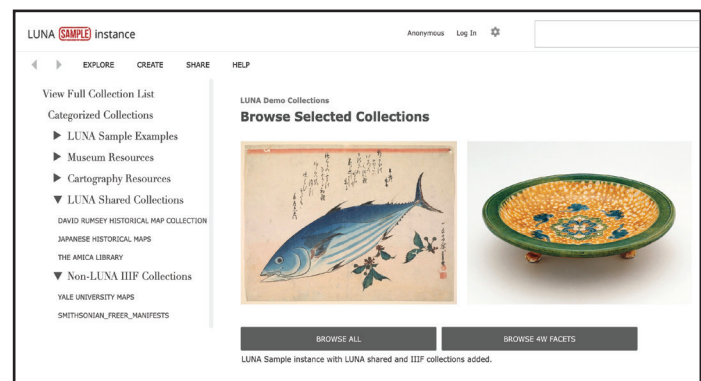 LUNA SAMPLE instance
Anonymous Log In
EXPLORE CREATE SHARE HELP
View Full Collection List
Categorized Collections
LUNA Sample Examples
Museum Resources
Cartography Resources
LUNA Shared Collections
DAVID RUMSEY HISTORICAL MAP COLLECTION
JAPANESE HISTORICAL MAPS
THE AMICA LIBRARY
Non-LUNA IIIF Collections
YALE UNIVERSITY MAPS
SMITHSONIAN_FREER_MANIFESTS
LUNA Demo Collections
Browse Selected Collections
BROWSE ALL
BROWSE 4W FACETS
LUNA Sample instance with LUNA shared and IIIF collections added.